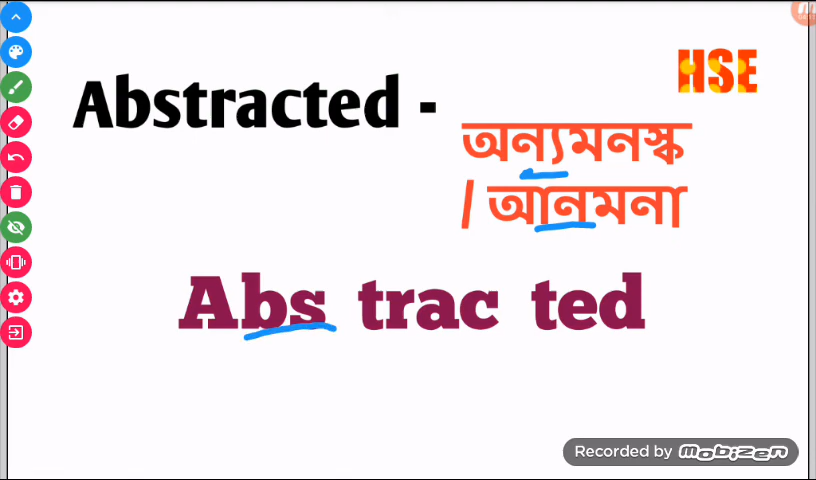 HSE
Abstracted -
অন্যমনস্ক
/ আনমনা
Abs trac ted
Recorded by mobizen